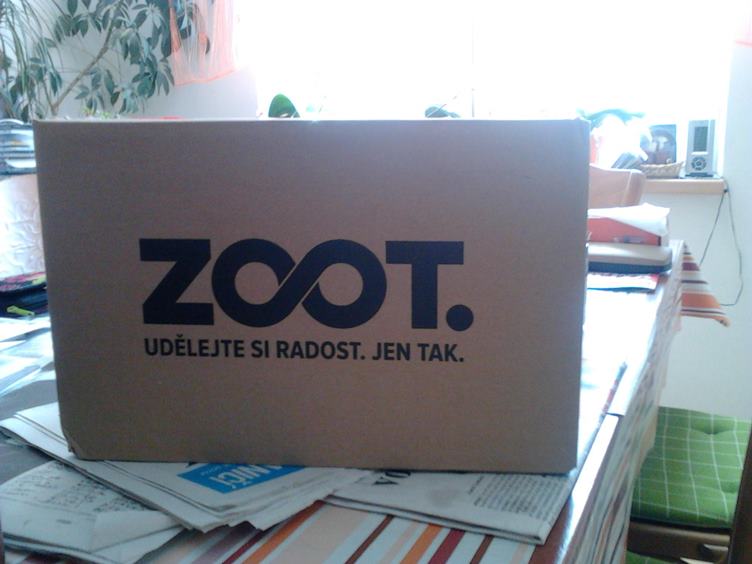 ZOOT.
UDĚLEJTE SI RADOST. JEN TAK.